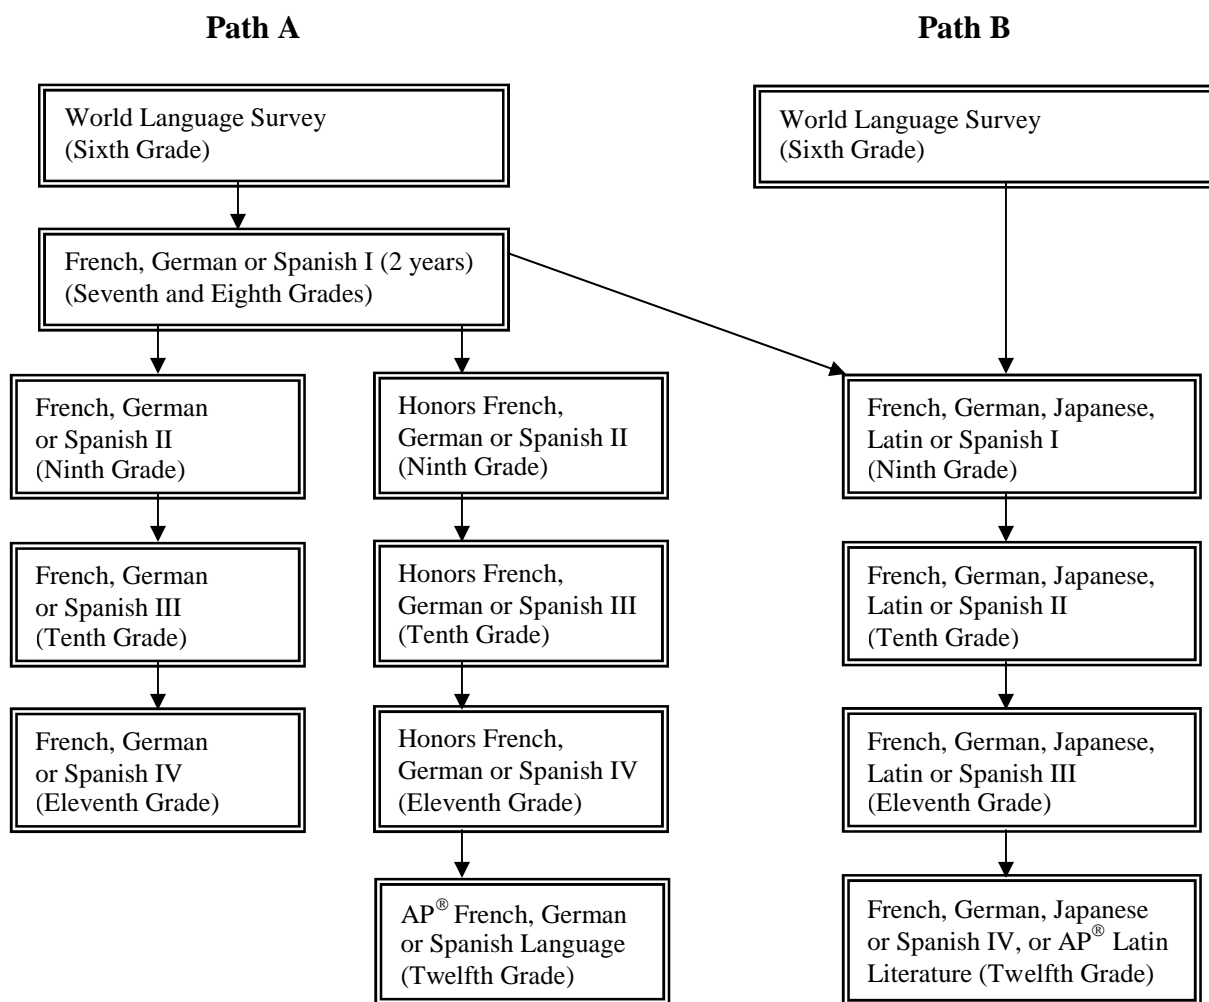 Path A
Path B
World Language Survey
(Sixth Grade)
World Language Survey
(Sixth Grade)
French, German or Spanish I (2 years)
(Seventh and Eighth Grades)
French, German
or Spanish II
(Ninth Grade)
Honors French,
German or Spanish II
(Ninth Grade)
French, German, Japanese,
Latin or Spanish I
(Ninth Grade)
French, German
or Spanish III
(Tenth Grade)
Honors French,
German or Spanish III
(Tenth Grade)
French, German, Japanese,
Latin or Spanish II
(Tenth Grade)
French, German
or Spanish IV
(Eleventh Grade)
Honors French,
German or Spanish IV
(Eleventh Grade)
French, German, Japanese,
Latin or Spanish III
(Eleventh Grade)
AP® French, German
or Spanish Language
(Twelfth Grade)
French, German, Japanese
or Spanish IV, or AP® Latin
Literature (Twelfth Grade)